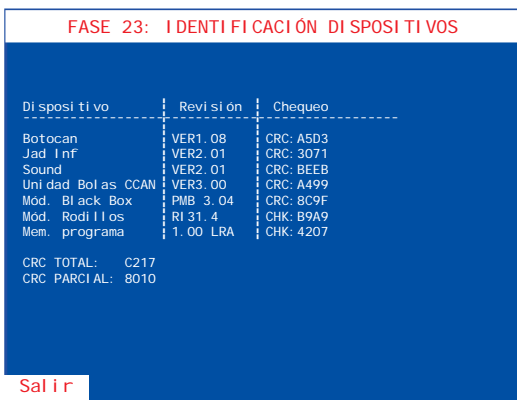 FASE 23: IDENTIFICACIÓN DISPOSITIVOS
Dispositivo Revisión Chequeo
Botocan VER1.08 CRC:A5D3
Jad Inf VER2.01 CRC:3071
Sound VER2.01 CRC:BEEB
Unidad Bolas CCAN VER3.00 CRC:A499
Mód. Black Box PMB 3.04 CRC:8C9F
Mód. Rodillos RI31.4 CHK:B9A9
Mem. programa 1.00 LRA CHK:4207
CRC TOTAL: C217
CRC PARCIAL: 8010
Salir